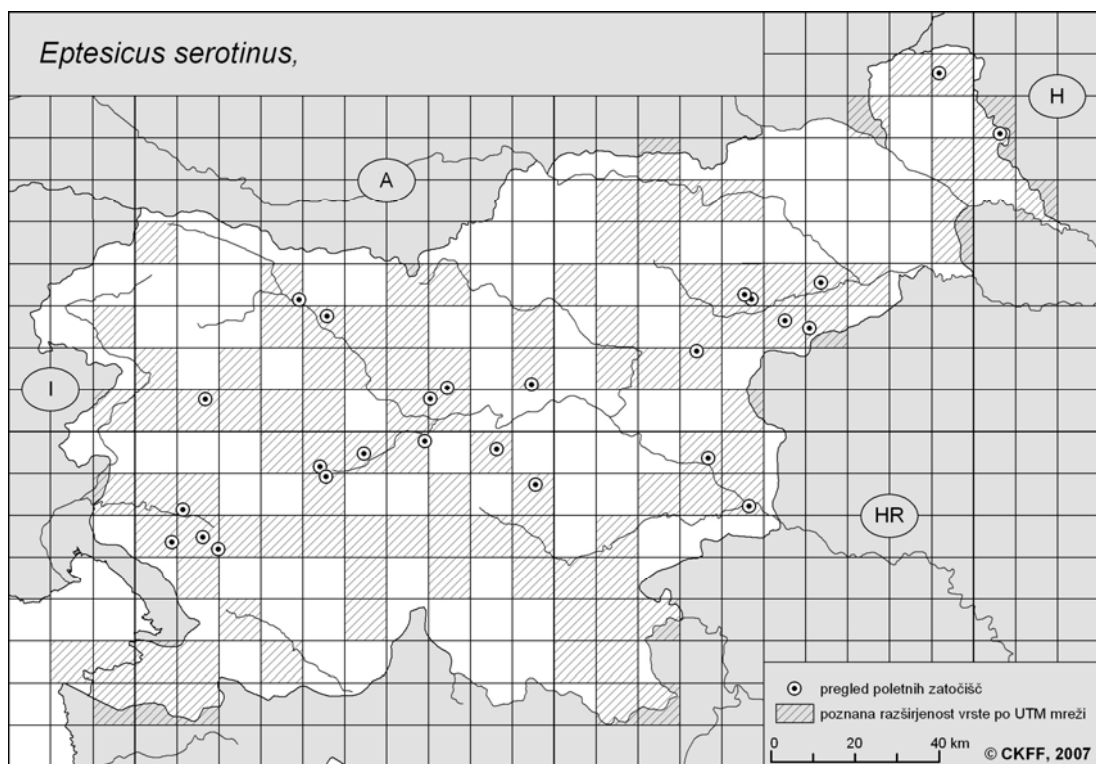 Eptesicus serotinus,
H
A
I
HR
pregled poletnih zatočišč
poznana razširjenost vrste po UTM mreži
0 20 40 km
© CKFF, 2007